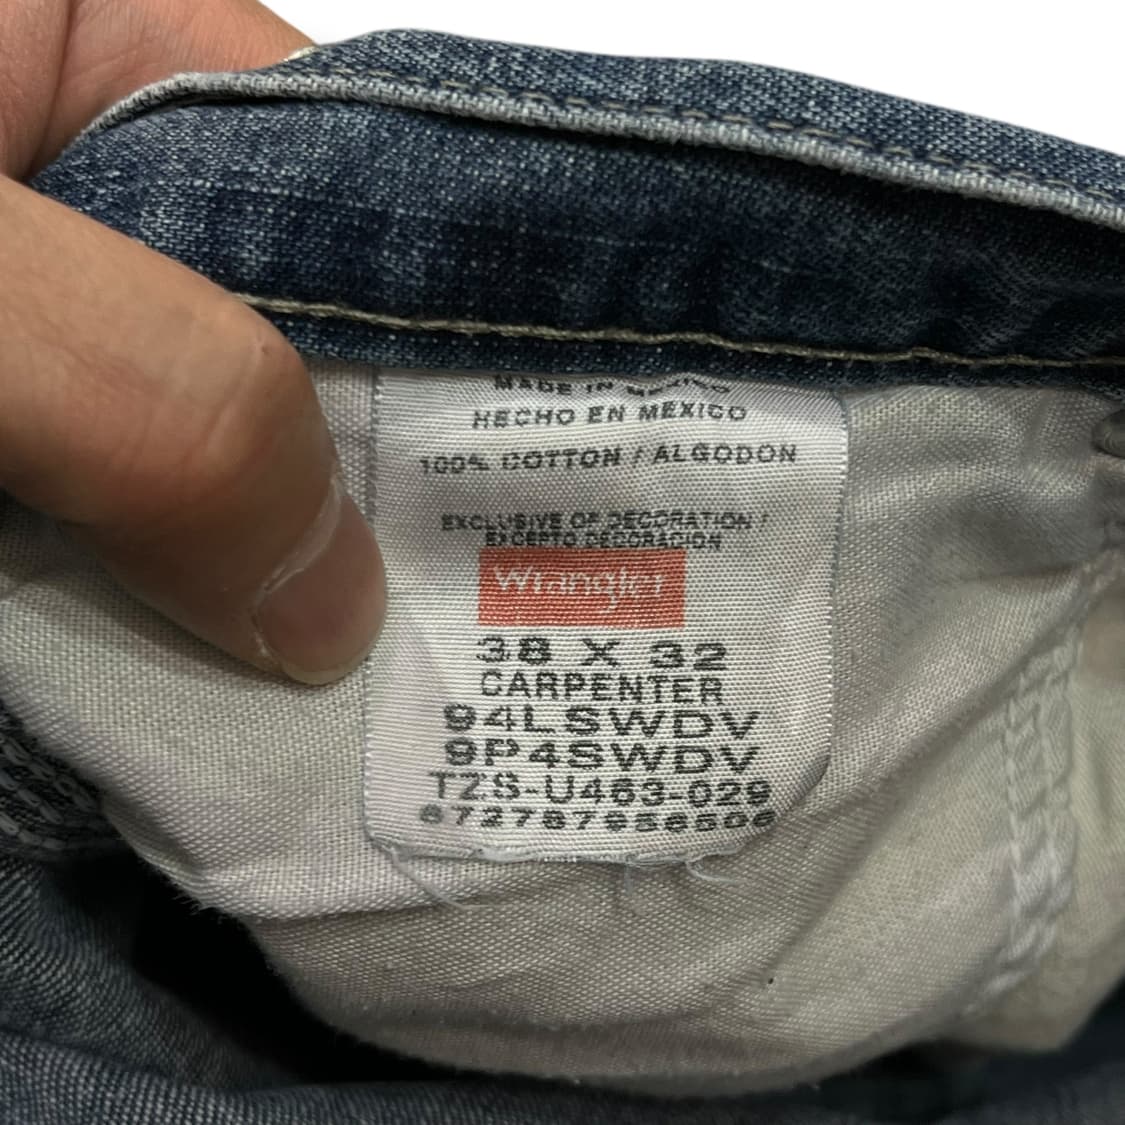 MADE IN MEXICO
HECHO EN MEXICO
100% COTTON / ALGODON
EXCLUSIVE OF DECORATION /
EXCEPTO DECORACION
Wrangler
38 X 32
CARPENTER
94LSWDV
9P4SWDV
TZS-U463-029